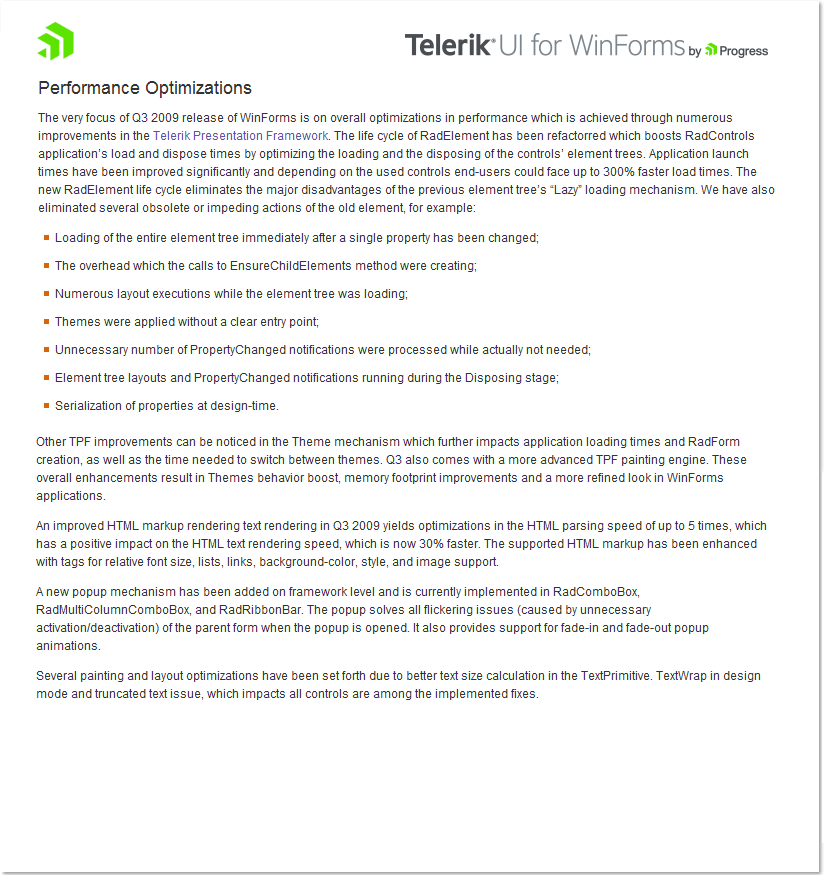 Telerik® UI for WinForms by Progress
Performance Optimizations
The very focus of Q3 2009 release of WinForms is on overall optimizations in performance which is achieved through numerous
improvements in the Telerik Presentation Framework. The life cycle of RadElement has been refactorred which boosts RadControls
application's load and dispose times by optimizing the loading and the disposing of the controls' element trees. Application launch
times have been improved significantly and depending on the used controls end-users could face up to 300% faster load times. The
new RadElement life cycle eliminates the major disadvantages of the previous element tree's “Lazy” loading mechanism. We have also
eliminated several obsolete or impeding actions of the old element, for example:
Loading of the entire element tree immediately after a single property has been changed;
The overhead which the calls to EnsureChildElements method were creating;
Numerous layout executions while the element tree was loading;
Themes were applied without a clear entry point;
Unnecessary number of PropertyChanged notifications were processed while actually not needed;
Element tree layouts and PropertyChanged notifications running during the Disposing stage;
Serialization of properties at design-time.
Other TPF improvements can be noticed in the Theme mechanism which further impacts application loading times and RadForm
creation, as well as the time needed to switch between themes. Q3 also comes with a more advanced TPF painting engine. These
overall enhancements result in Themes behavior boost, memory footprint improvements and a more refined look in WinForms
applications.
An improved HTML markup rendering text rendering in Q3 2009 yields optimizations in the HTML parsing speed of up to 5 times, which
has a positive impact on the HTML text rendering speed, which is now 30% faster. The supported HTML markup has been enhanced
with tags for relative font size, lists, links, background-color, style, and image support.
A new popup mechanism has been added on framework level and is currently implemented in RadComboBox,
RadMultiColumnComboBox, and RadRibbonBar. The popup solves all flickering issues (caused by unnecessary
activation/deactivation) of the parent form when the popup is opened. It also provides support for fade-in and fade-out popup
animations.
Several painting and layout optimizations have been set forth due to better text size calculation in the TextPrimitive. TextWrap in design
mode and truncated text issue, which impacts all controls are among the implemented fixes.